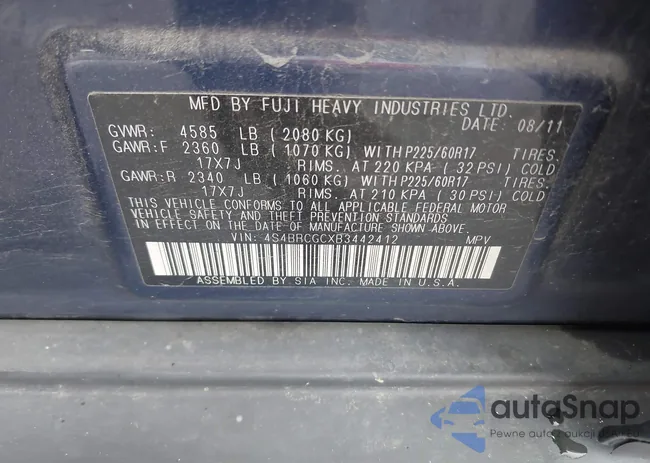 MFD BY FUJI HEAVY INDUSTRIES LTD.
DATE: 08/11
GVWR: 4585 LB (2080 KG)
GAWR:F 2360 LB (1070 KG) WITH P225/60R17 TIRES.
17X7J RIMS. AT 220 KPA (32 PSI) COLD
GAWR:R 2340 LB (1060 KG) WITH P225/60R17 TIRES.
17X7J RIMS. AT 210 KPA (30 PSI) COLD
THIS VEHICLE CONFORMS TO ALL APPLICABLE FEDERAL MOTOR
VEHICLE SAFETY AND THEFT PREVENTION STANDARDS
IN EFFECT ON THE DATE OF MANUFACTURE SHOWN ABOVE.
VIN: 4S4BRCGCXB3442412 MPV
ASSEMBLED BY SIA INC. MADE IN U.S.A.
autoSnap
Pewne auto z aukcji